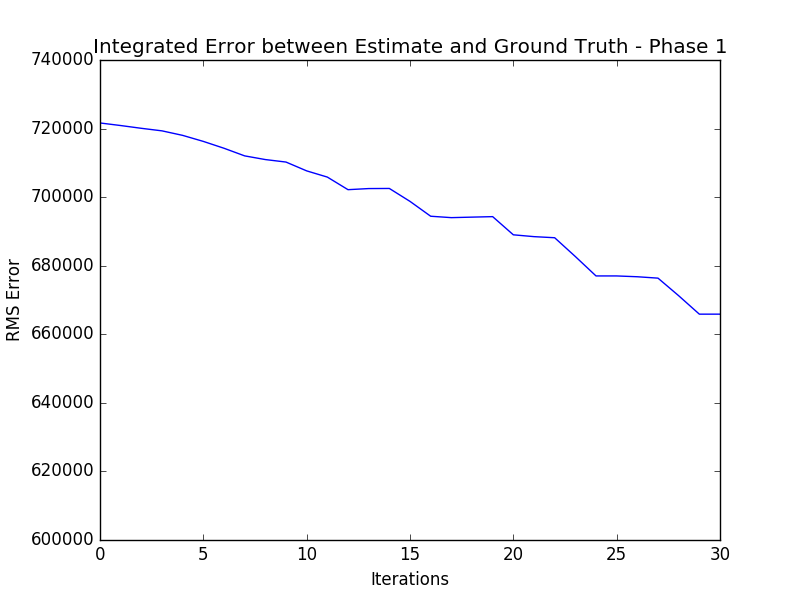 Integrated Error between Estimate and Ground Truth - Phase 1
740000
720000
700000
680000
660000
640000
620000
600000
RMS Error
0 5 10 15 20 25 30
Iterations